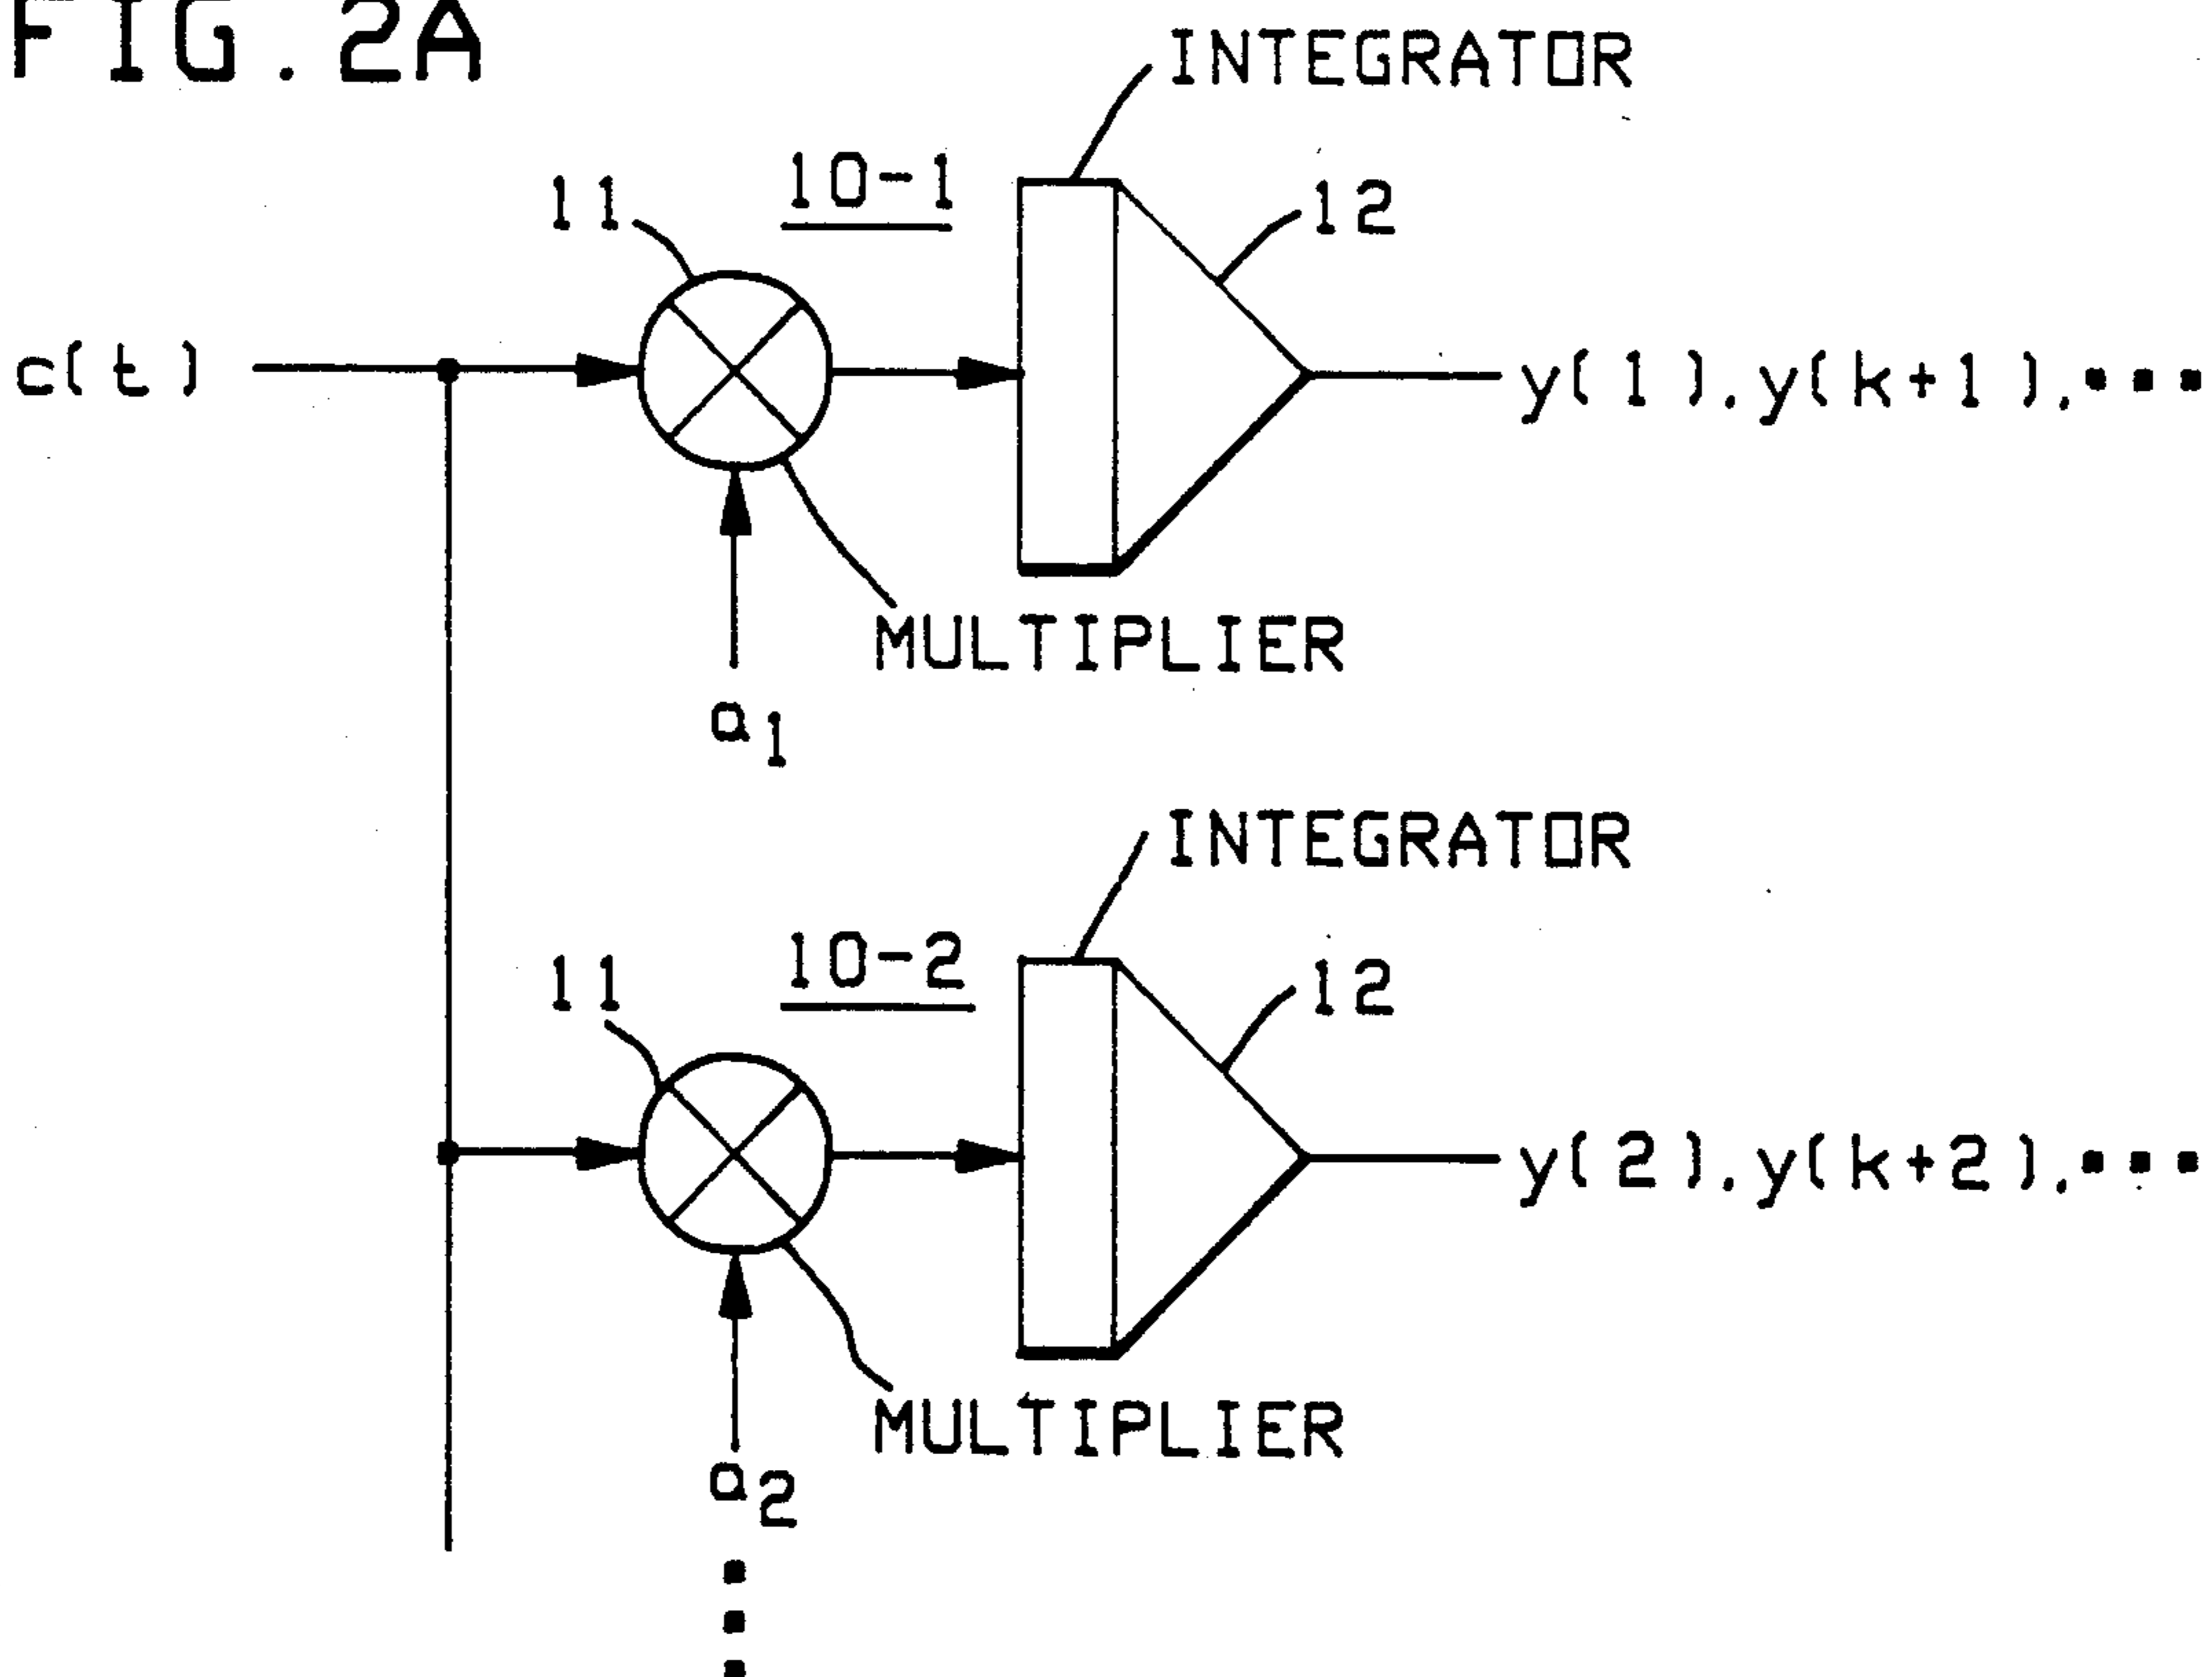 FIG. 2A
INTEGRATOR
11
10-1
12
c(t)
y(1), y(k+1), ...
MULTIPLIER
a1
INTEGRATOR
11
10-2
12
y(2), y(k+2), ...
MULTIPLIER
a2